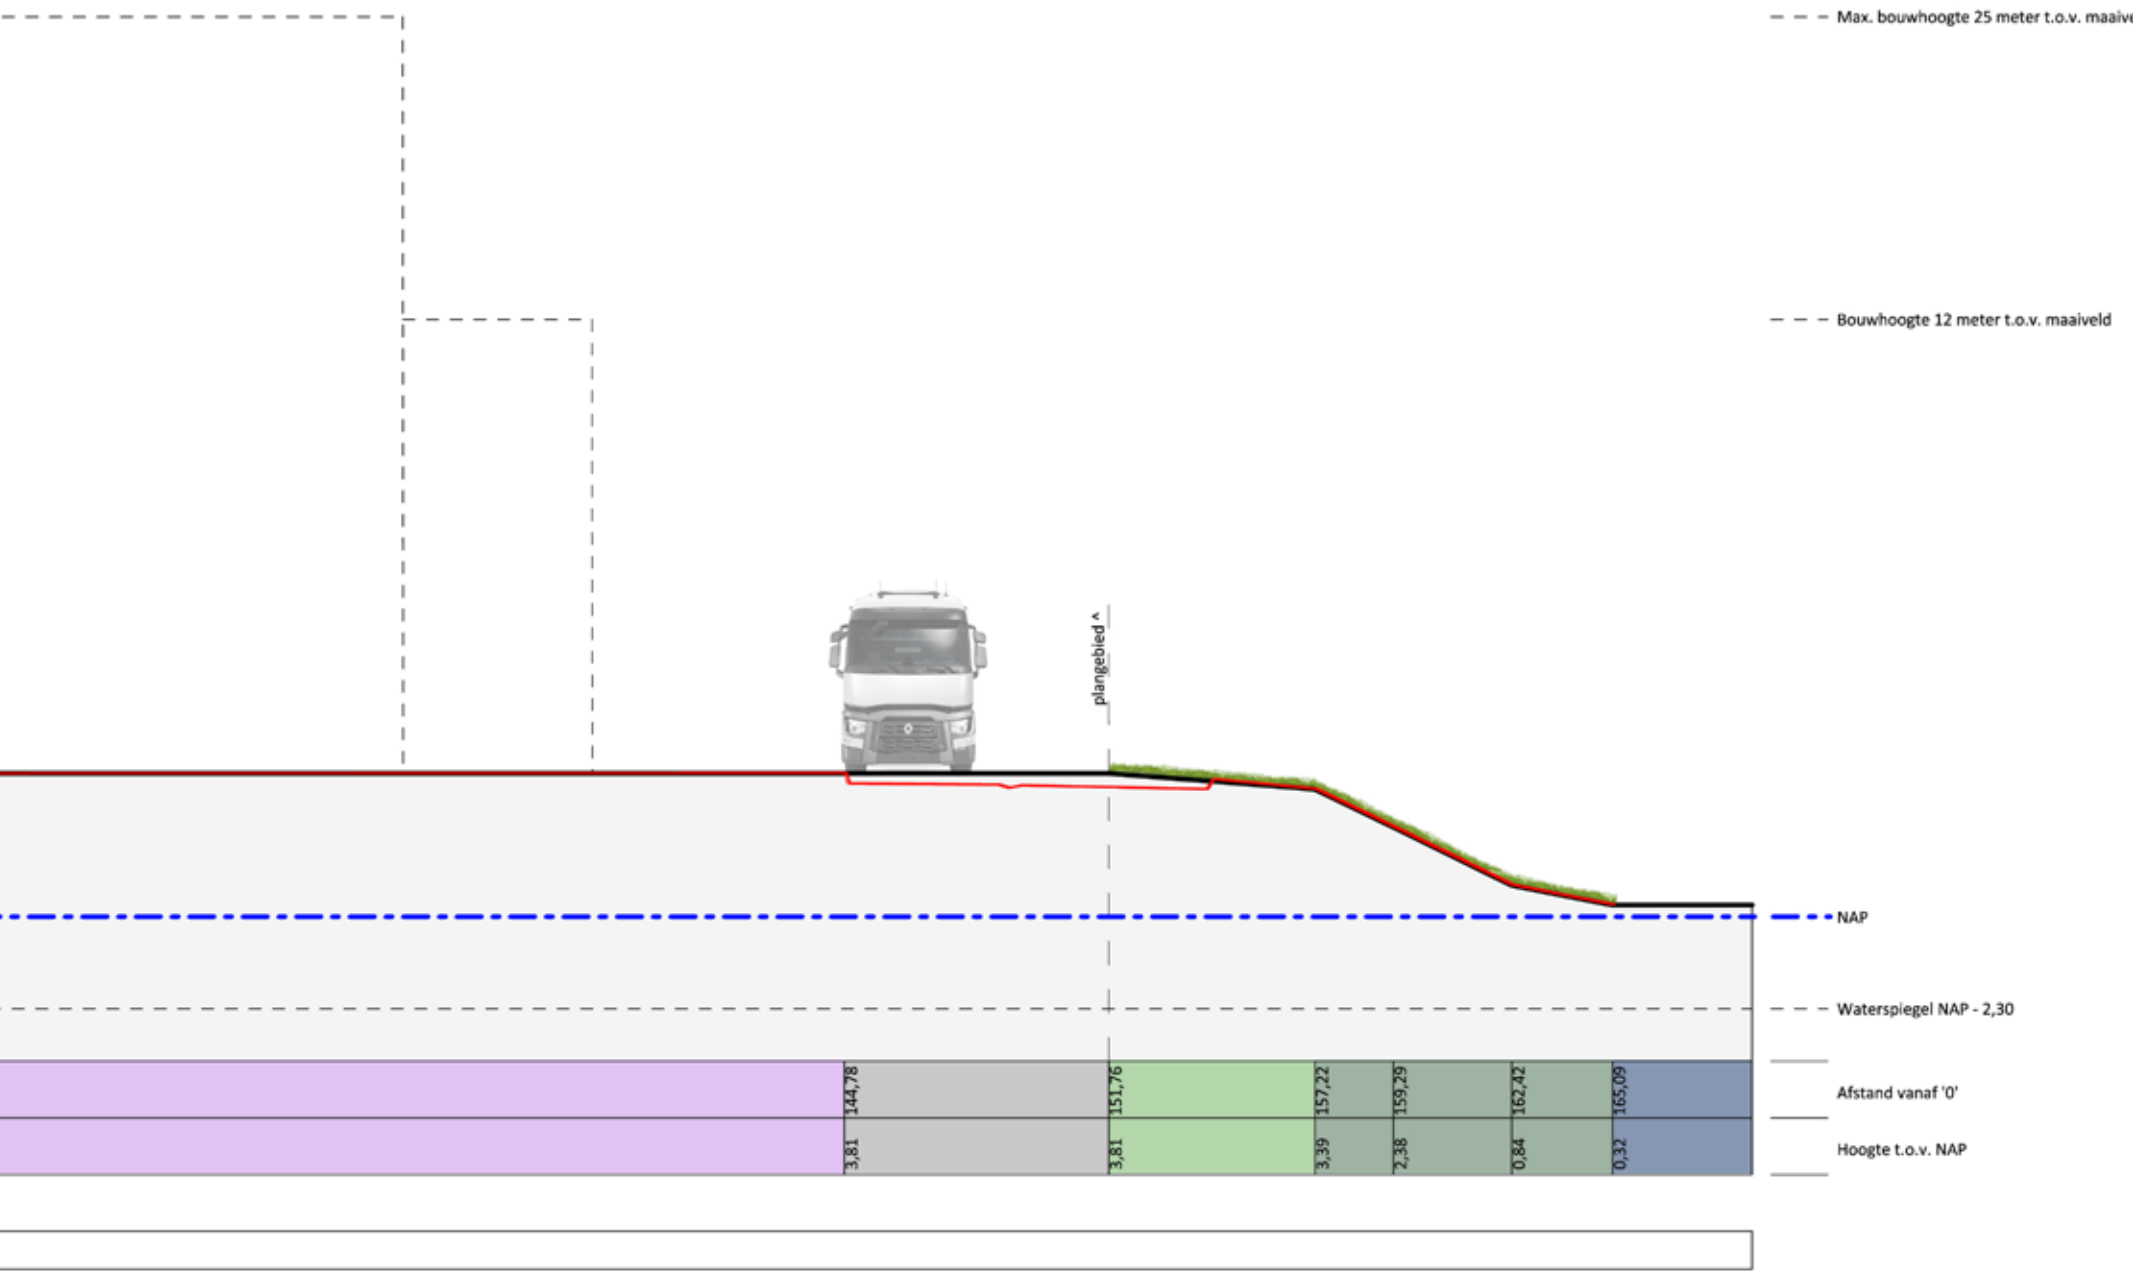 Max. bouwhoogte 25 meter t.o.v.
Bouwhoogte 12 meter t.o.v. maaiveld
plangebied ^
NAP
Waterspiegel NAP - 2,30
144,78 151,76 157,22 159,29 162,42 165,09 Afstand vanaf '0'
3,81 3,81 3,39 2,38 0,84 0,32 Hoogte t.o.v. NAP